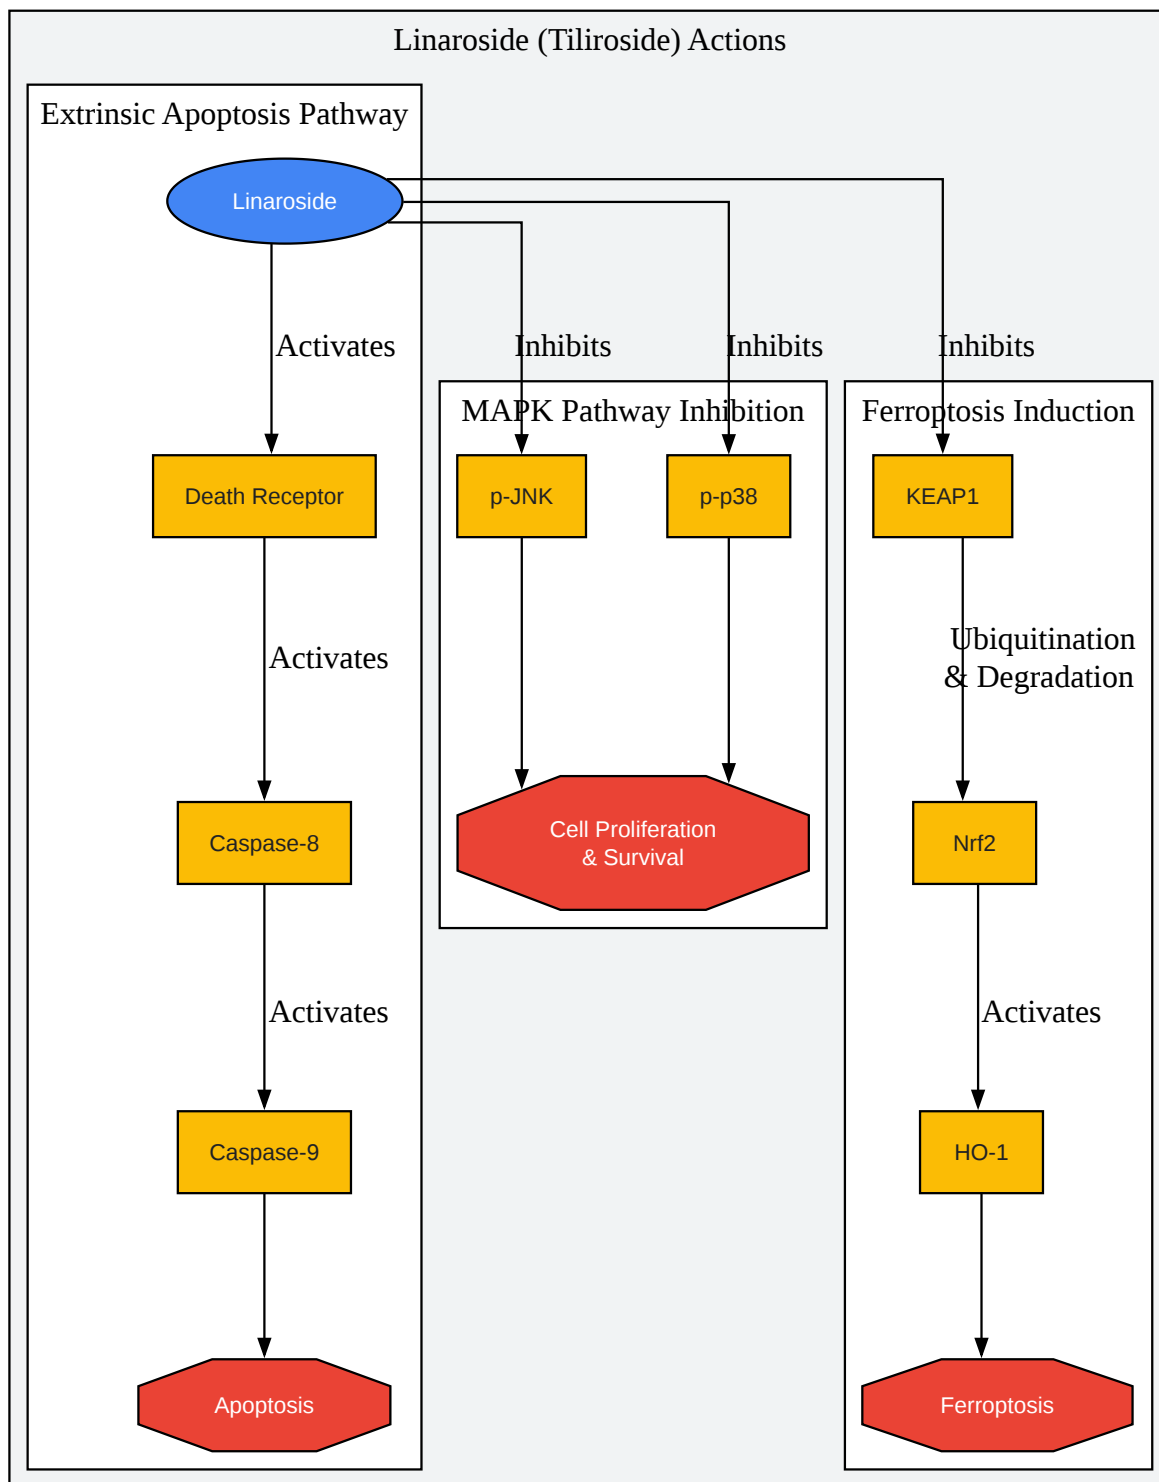 Linaroside (Tiliroside) Actions
Extrinsic Apoptosis Pathway
Linaroside
Activates
Inhibits
Inhibits
Inhibits
MAPK Pathway Inhibition
Ferroptosis Induction
Death Receptor
p-JNK
p-p38
KEAP1
Activates
Ubiquitination
& Degradation
Caspase-8
Cell Proliferation
& Survival
Nrf2
Activates
Activates
Caspase-9
HO-1
Apoptosis
Ferroptosis